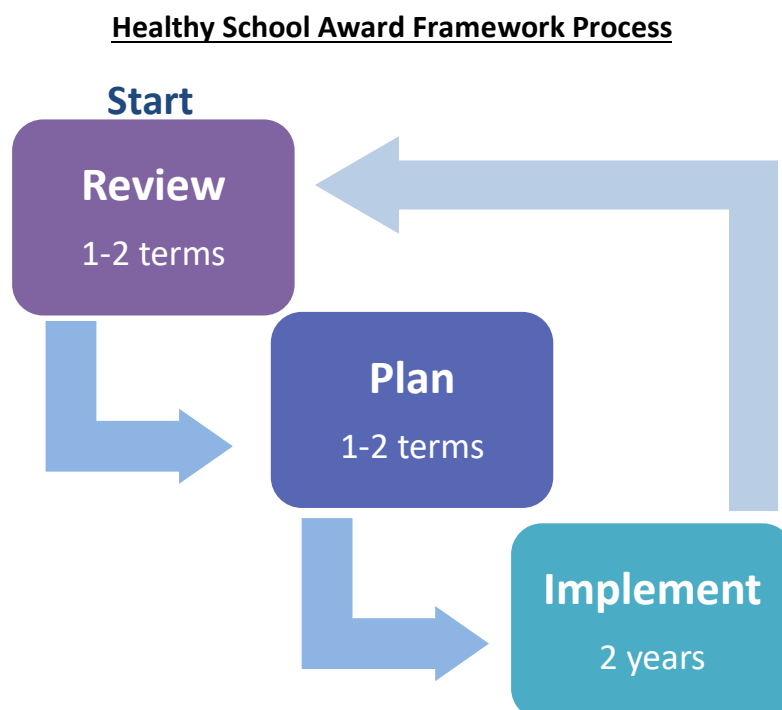 Healthy School Award Framework Process
Start
Review
1-2 terms
Plan
1-2 terms
Implement
2 years